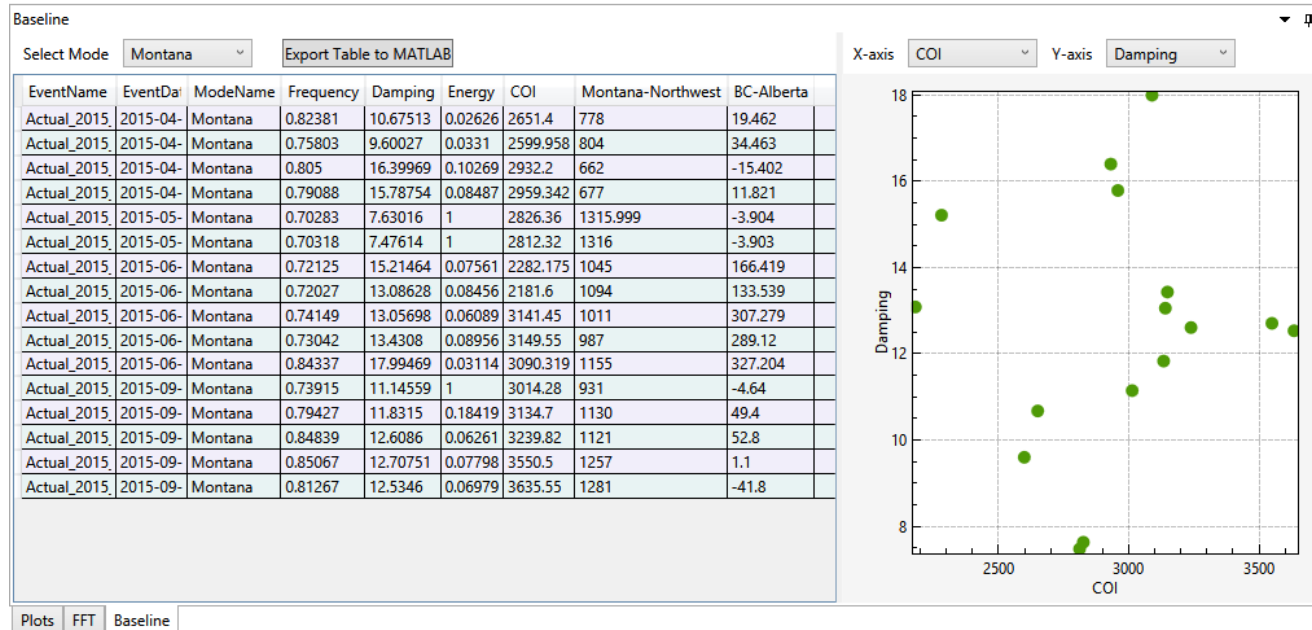 Baseline
Select Mode Montana Export Table to MATLAB X-axis COI Y-axis Damping
EventName EventDat ModeName Frequency Damping Energy COI Montana-Northwest BC-Alberta
Actual_2015_ 2015-04- Montana 0.82381 10.67513 0.02626 2651.4 778 19.462
Actual_2015_ 2015-04- Montana 0.75803 9.60027 0.0331 2599.958 804 34.463
Actual_2015_ 2015-04- Montana 0.805 16.39969 0.10269 2932.2 662 -15.402
Actual_2015_ 2015-04- Montana 0.79088 15.78754 0.08487 2959.342 677 11.821
Actual_2015_ 2015-05- Montana 0.70283 7.63016 1 2826.36 1315.999 -3.904
Actual_2015_ 2015-05- Montana 0.70318 7.47614 1 2812.32 1316 -3.903
Actual_2015_ 2015-06- Montana 0.72125 15.21464 0.07561 2282.175 1045 166.419
Actual_2015_ 2015-06- Montana 0.72027 13.08628 0.08456 2181.6 1094 133.539
Actual_2015_ 2015-06- Montana 0.74149 13.05698 0.06089 3141.45 1011 307.279
Actual_2015_ 2015-06- Montana 0.73042 13.4308 0.08956 3149.55 987 289.12
Actual_2015_ 2015-06- Montana 0.84337 17.99469 0.03114 3090.319 1155 327.204
Actual_2015_ 2015-09- Montana 0.73915 11.14559 1 3014.28 931 -4.64
Actual_2015_ 2015-09- Montana 0.79427 11.8315 0.18419 3134.7 1130 49.4
Actual_2015_ 2015-09- Montana 0.84839 12.6086 0.06261 3239.82 1121 52.8
Actual_2015_ 2015-09- Montana 0.85067 12.70751 0.07798 3550.5 1257 1.1
Actual_2015_ 2015-09- Montana 0.81267 12.5346 0.06979 3635.55 1281 -41.8
18
16
14
12
10
8
Damping
2500 3000 3500
COI
Plots FFT Baseline